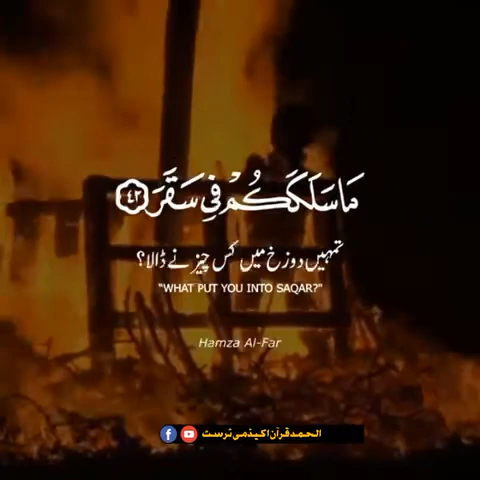 مَا سَلَكَكُمْ فِي سَقَرَ ٤٢
تمہیں دوزخ میں کس چیز نے ڈالا؟
"WHAT PUT YOU INTO SAQAR?"
Hamza Al-Far
الحمد قرآن اکیڈمی ترست